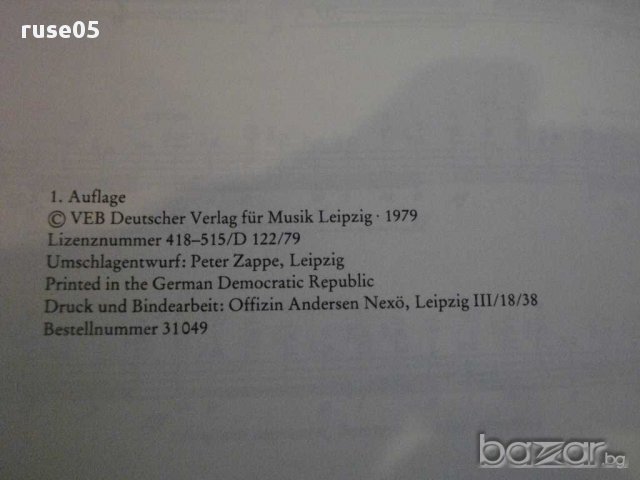 ruse05
1. Auflage
© VEB Deutscher Verlag für Musik Leipzig · 1979
Lizenznummer 418–515/D 122/79
Umschlagentwurf: Peter Zappe, Leipzig
Printed in the German Democratic Republic
Druck und Bindearbeit: Offizin Andersen Nexö, Leipzig III/18/38
Bestellnummer 31049
bazar.bg